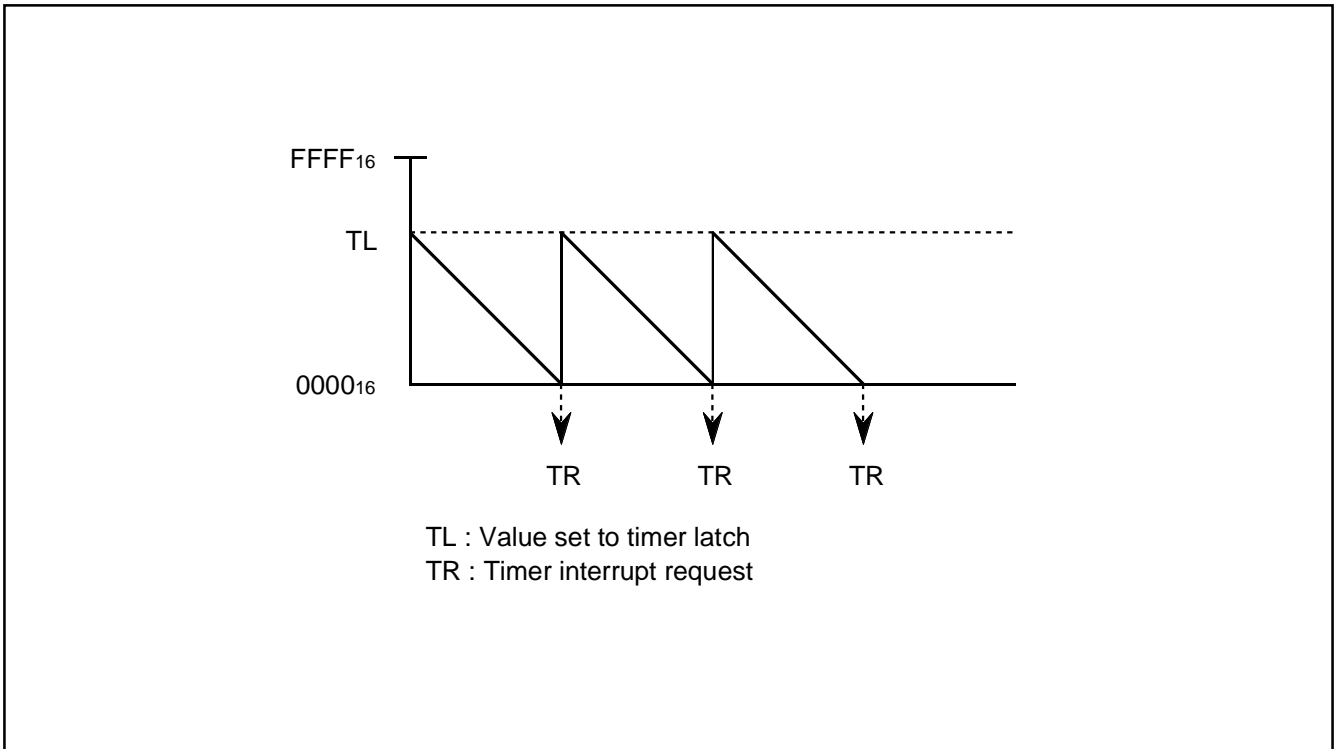 FFFF16
TL
000016
TR TR TR
TL : Value set to timer latch
TR : Timer interrupt request